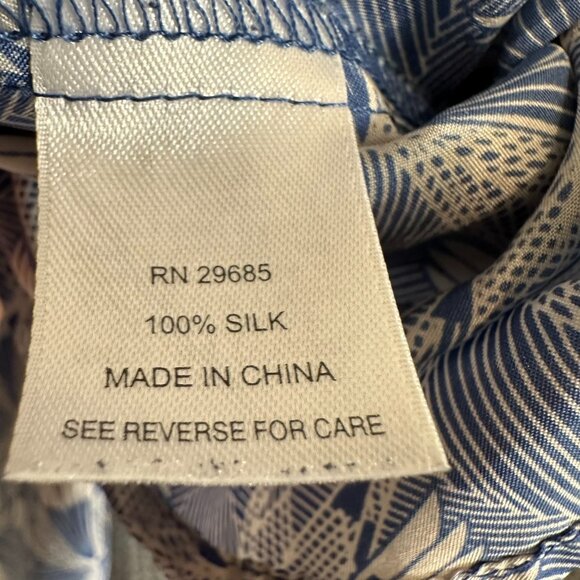 RN 29685
100% SILK
MADE IN CHINA
SEE REVERSE FOR CARE